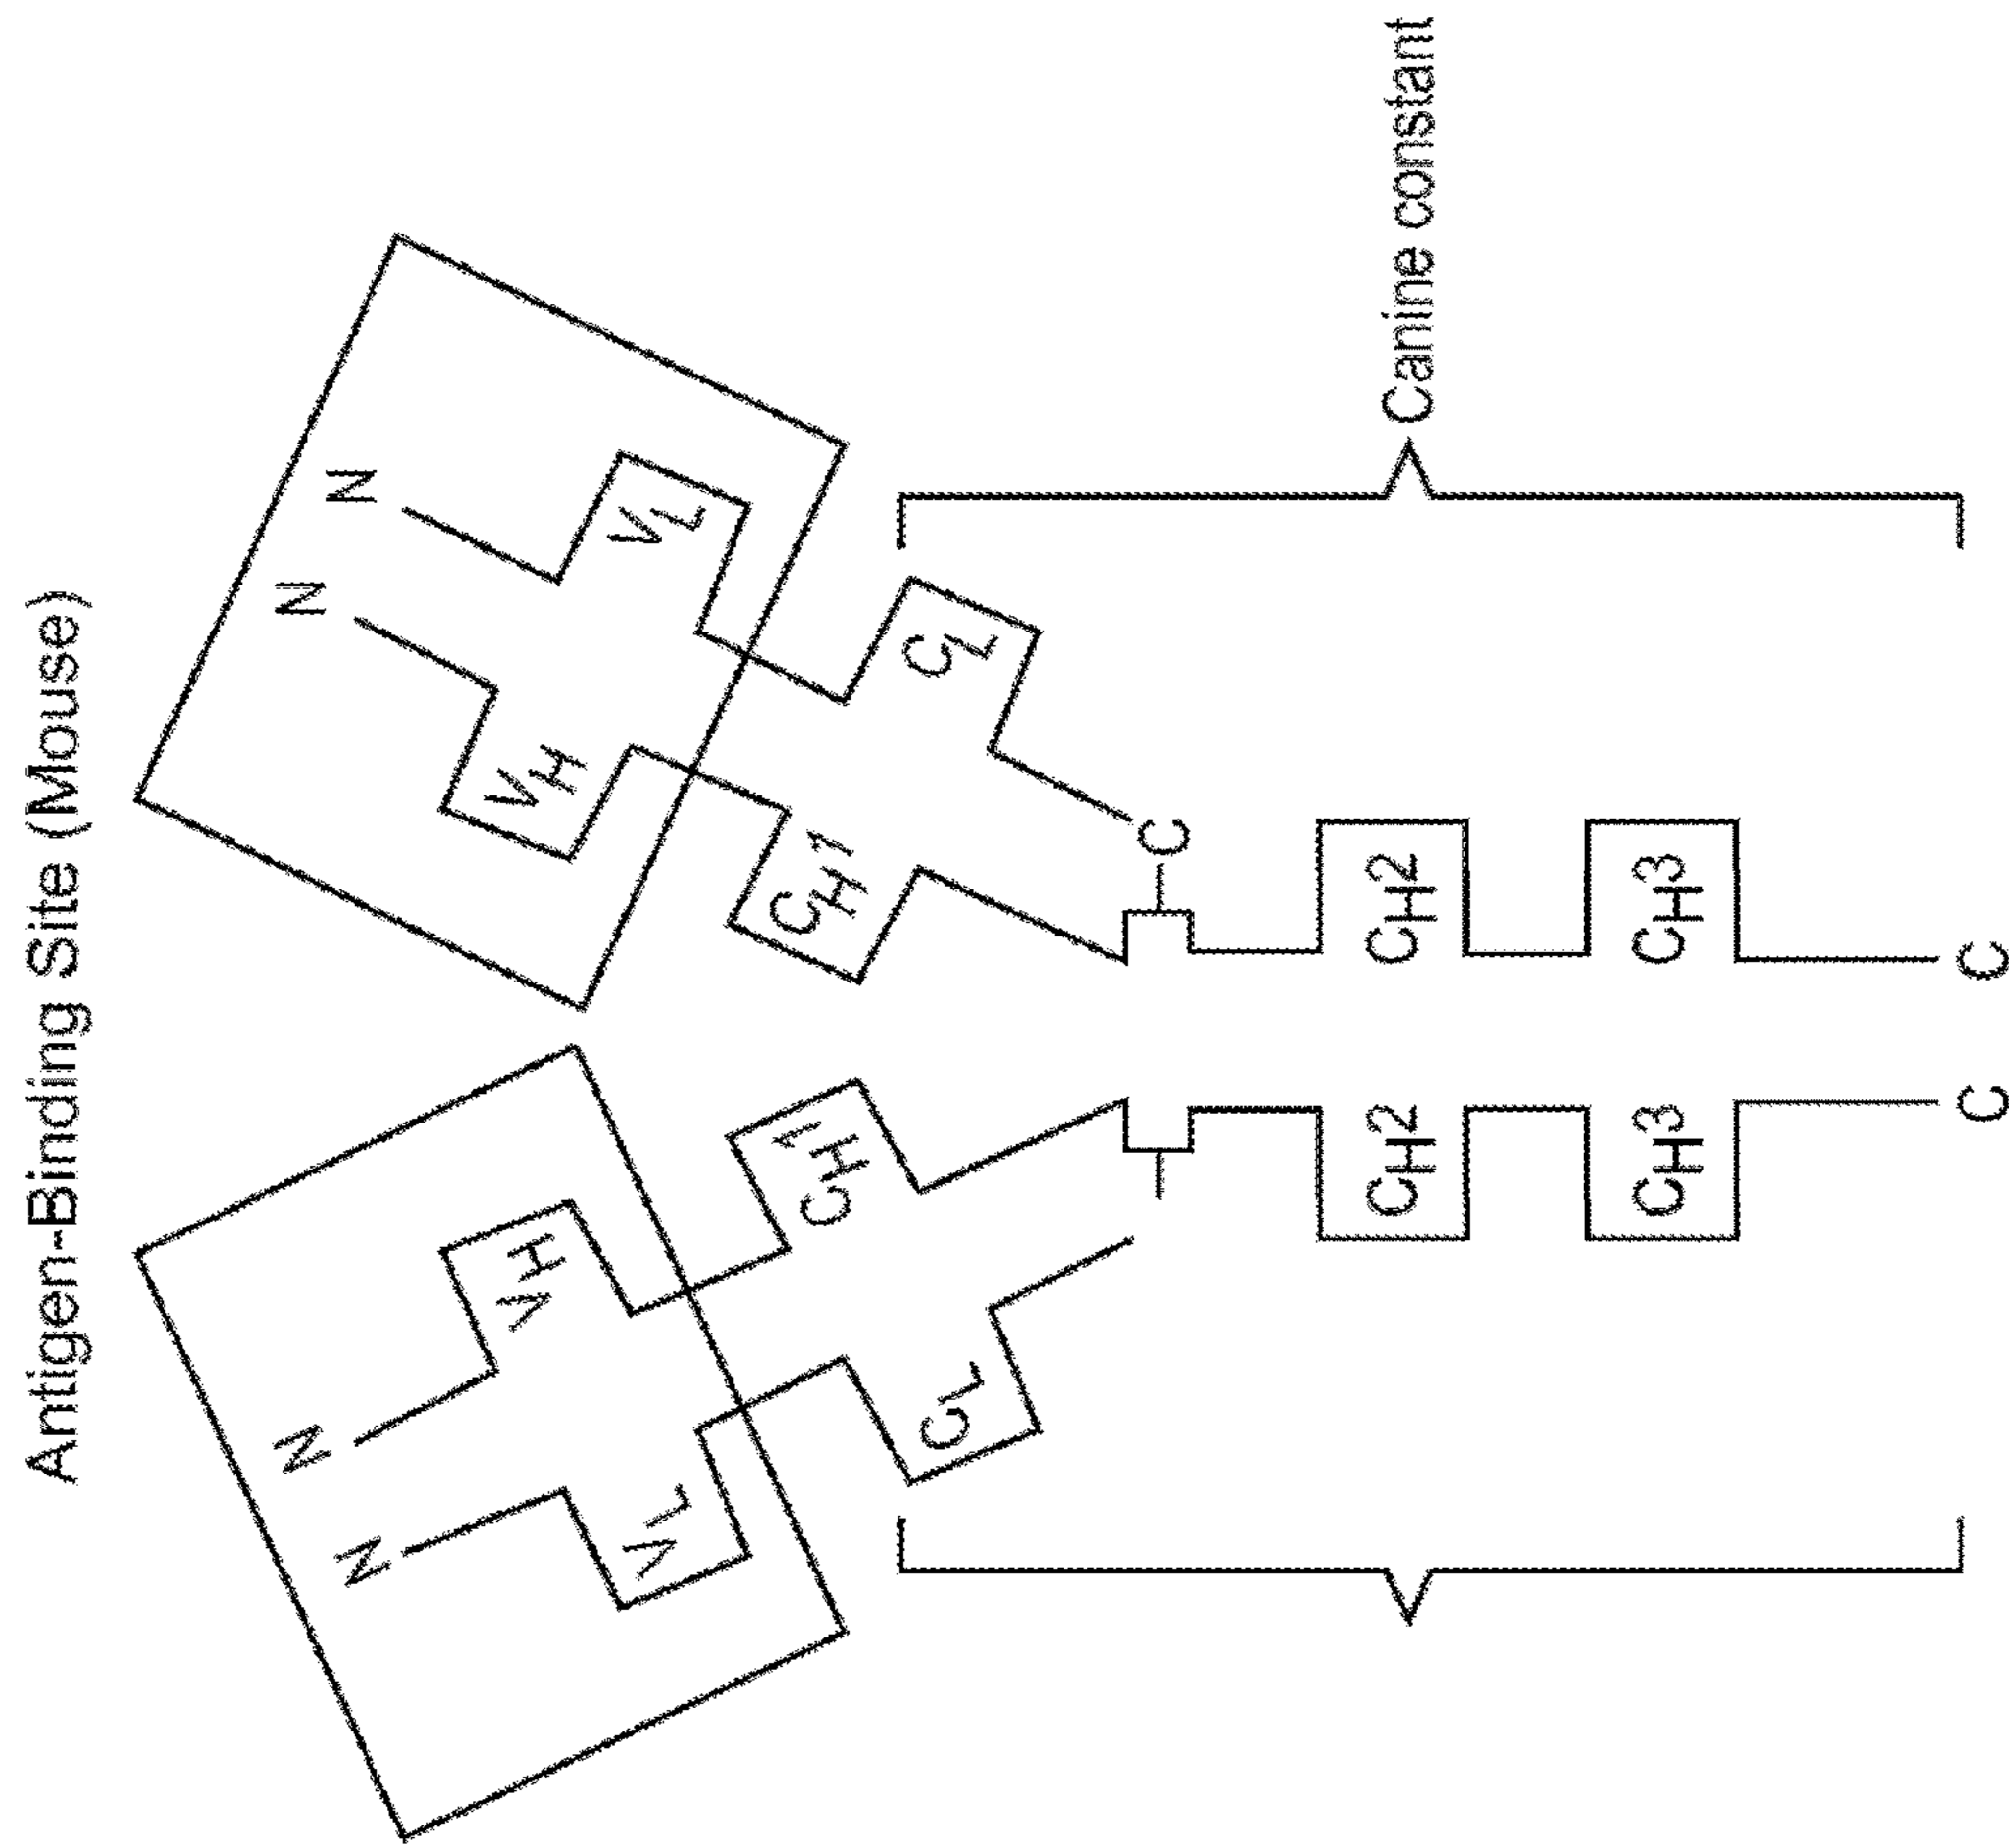 Antigen-Binding Site (Mouse)
N N N N
VL VH VH VL
CL CH1 CH1 CL
C
CH2 CH2 Canine constant
CH3 CH3
C C